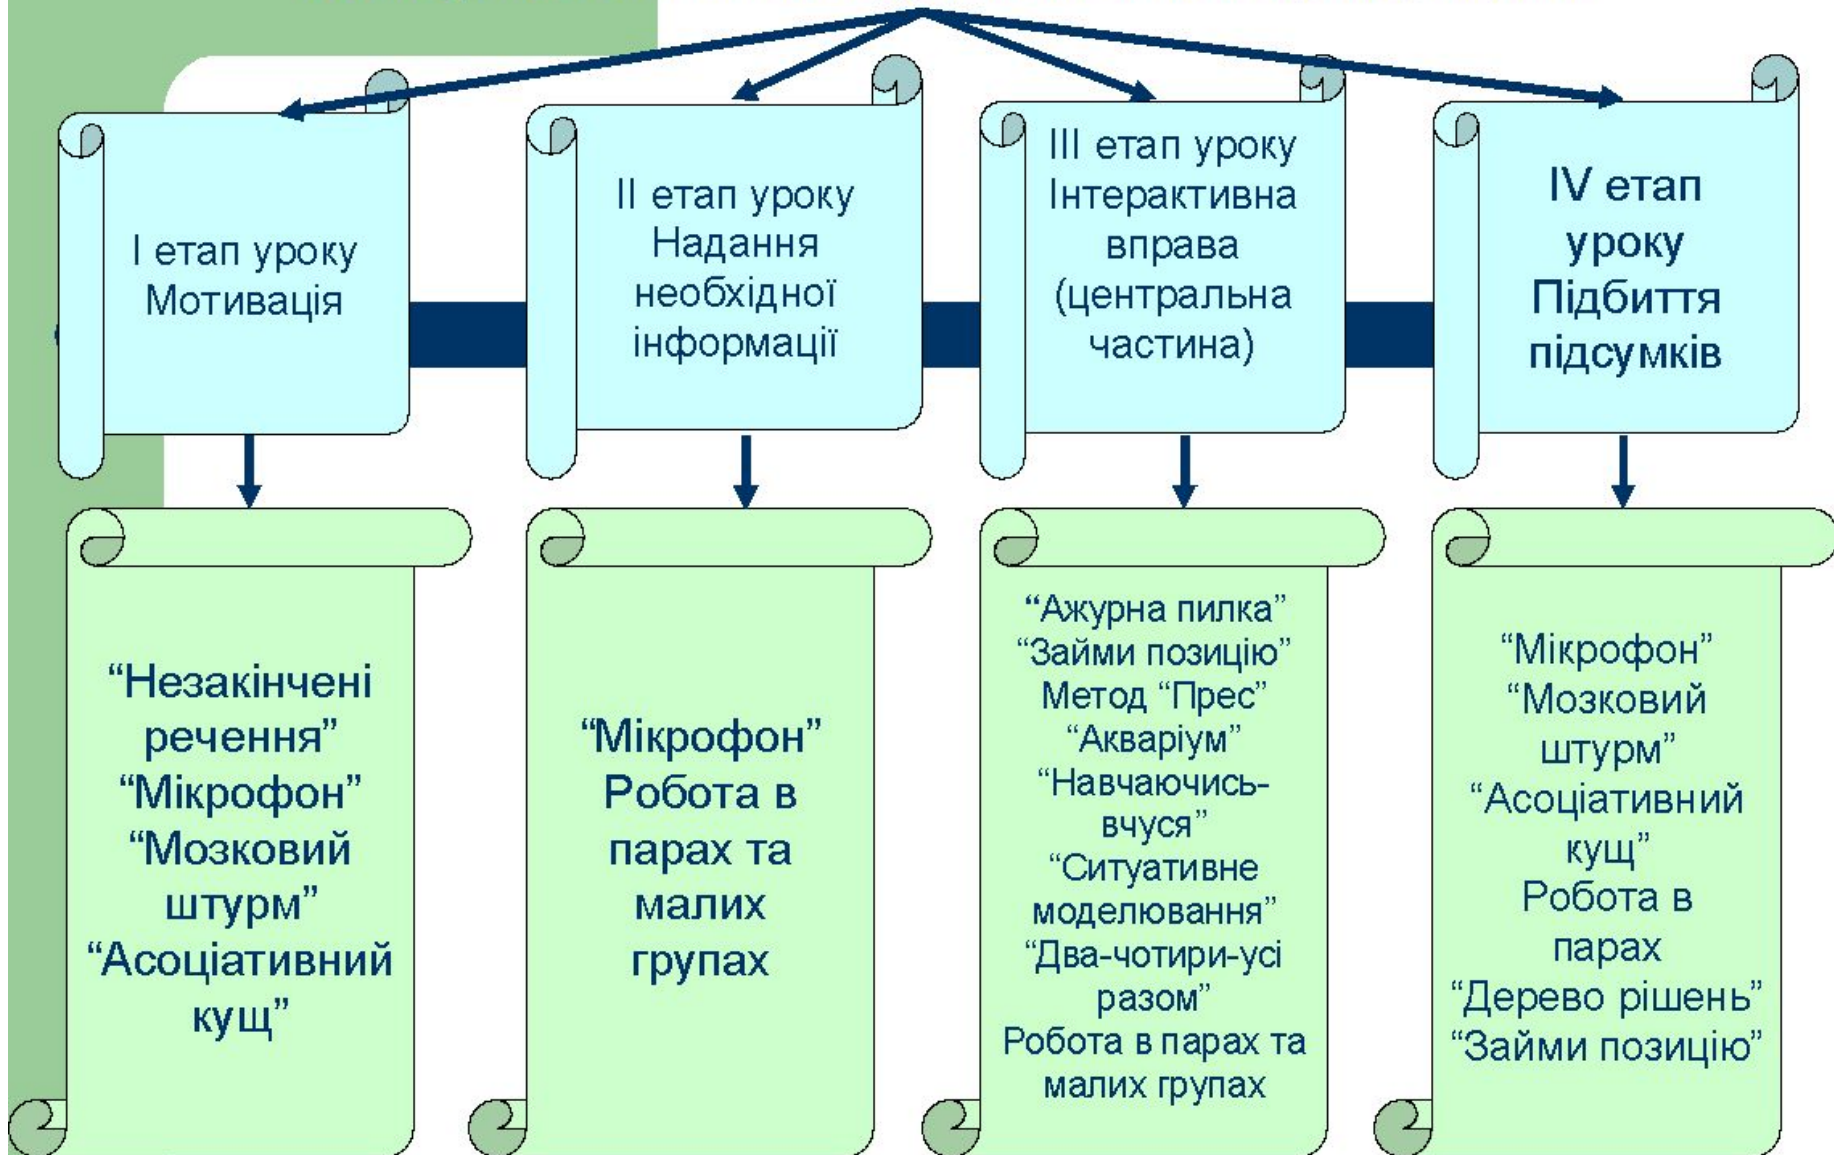 І етап уроку
Мотивація
ІІ етап уроку
Надання
необхідної
інформації
ІІІ етап уроку
Інтерактивна
вправа
(центральна
частина)
IV етап
уроку
Підбиття
підсумків
“Незакінчені
речення”
“Мікрофон”
“Мозковий
штурм”
“Асоціативний
кущ”
“Мікрофон”
Робота в
парах та
малих
групах
“Ажурна пилка”
“Займи позицію”
Метод “Прес”
“Акваріум”
“Навчаючись-
вчуся”
“Ситуативне
моделювання”
“Два-чотири-усі
разом”
Робота в парах та
малих групах
“Мікрофон”
“Мозковий
штурм”
“Асоціативний
кущ”
Робота в
парах
“Дерево рішень”
“Займи позицію”